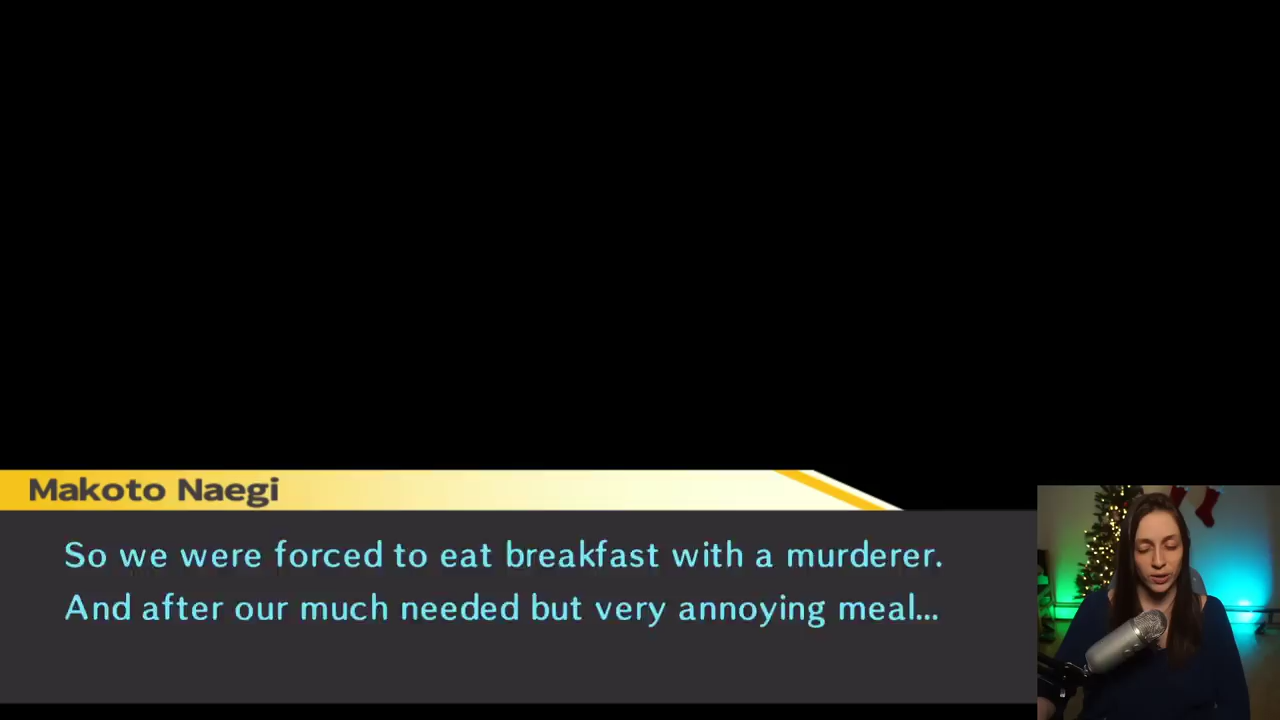 Makoto Naegi
So we were forced to eat breakfast with a murderer.
And after our much needed but very annoying meal...